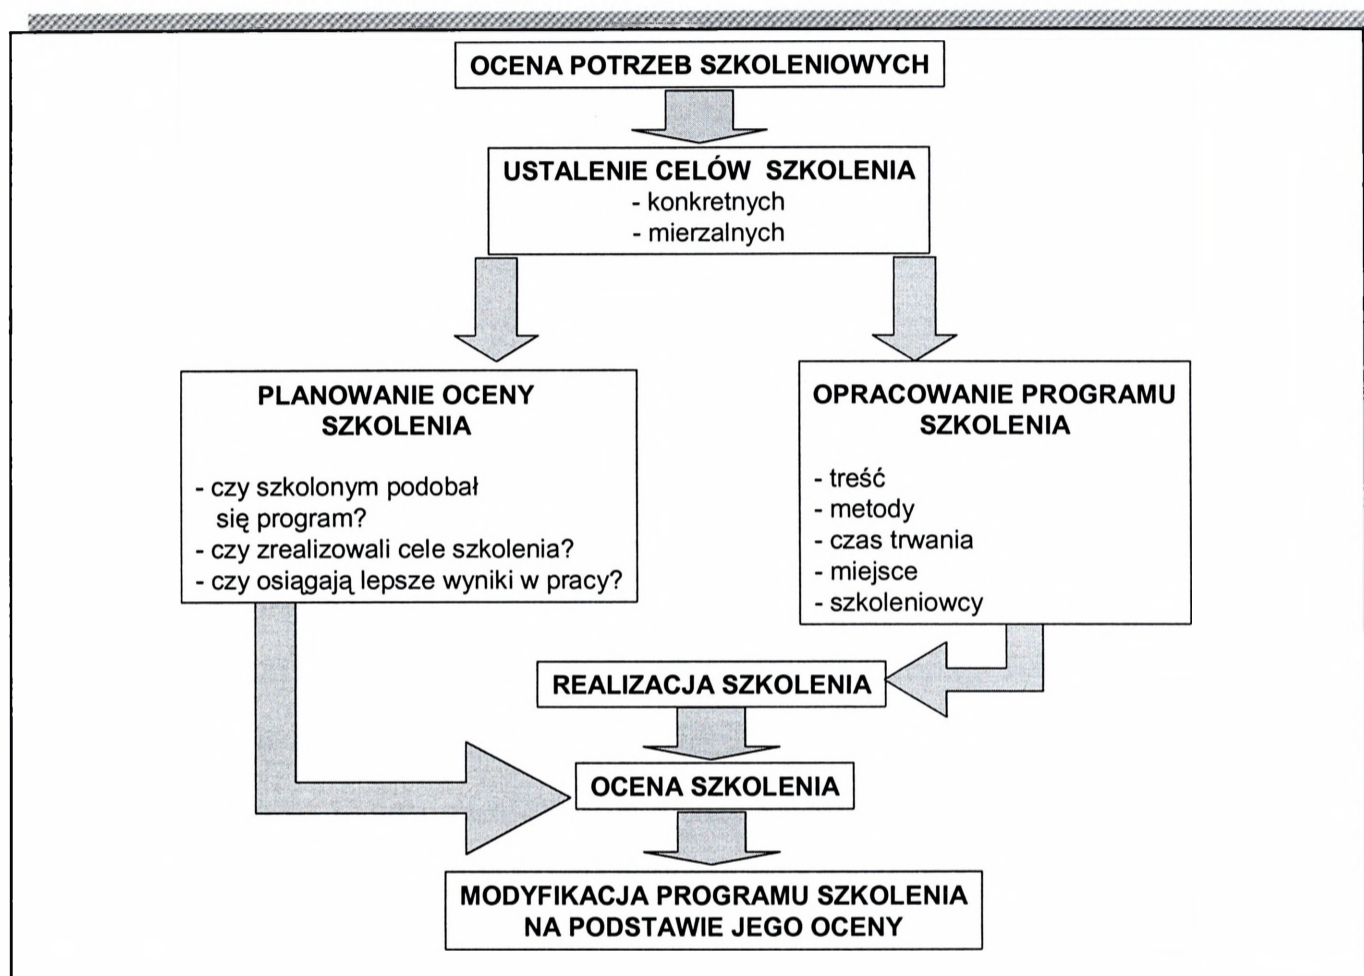 OCENA POTRZEB SZKOLENIOWYCH
USTALENIE CELÓW SZKOLENIA
- konkretnych
- mierzalnych
PLANOWANIE OCENY
SZKOLENIA
- czy szkolonym podobał
się program?
- czy zrealizowali cele szkolenia?
- czy osiągają lepsze wyniki w pracy?
OPRACOWANIE PROGRAMU
SZKOLENIA
- treść
- metody
- czas trwania
- miejsce
- szkoleniowcy
REALIZACJA SZKOLENIA
OCENA SZKOLENIA
MODYFIKACJA PROGRAMU SZKOLENIA
NA PODSTAWIE JEGO OCENY